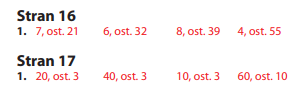 Stran 16
1. 7, ost. 21 6, ost. 32 8, ost. 39 4, ost. 55
Stran 17
1. 20, ost. 3 40, ost. 3 10, ost. 3 60, ost. 10